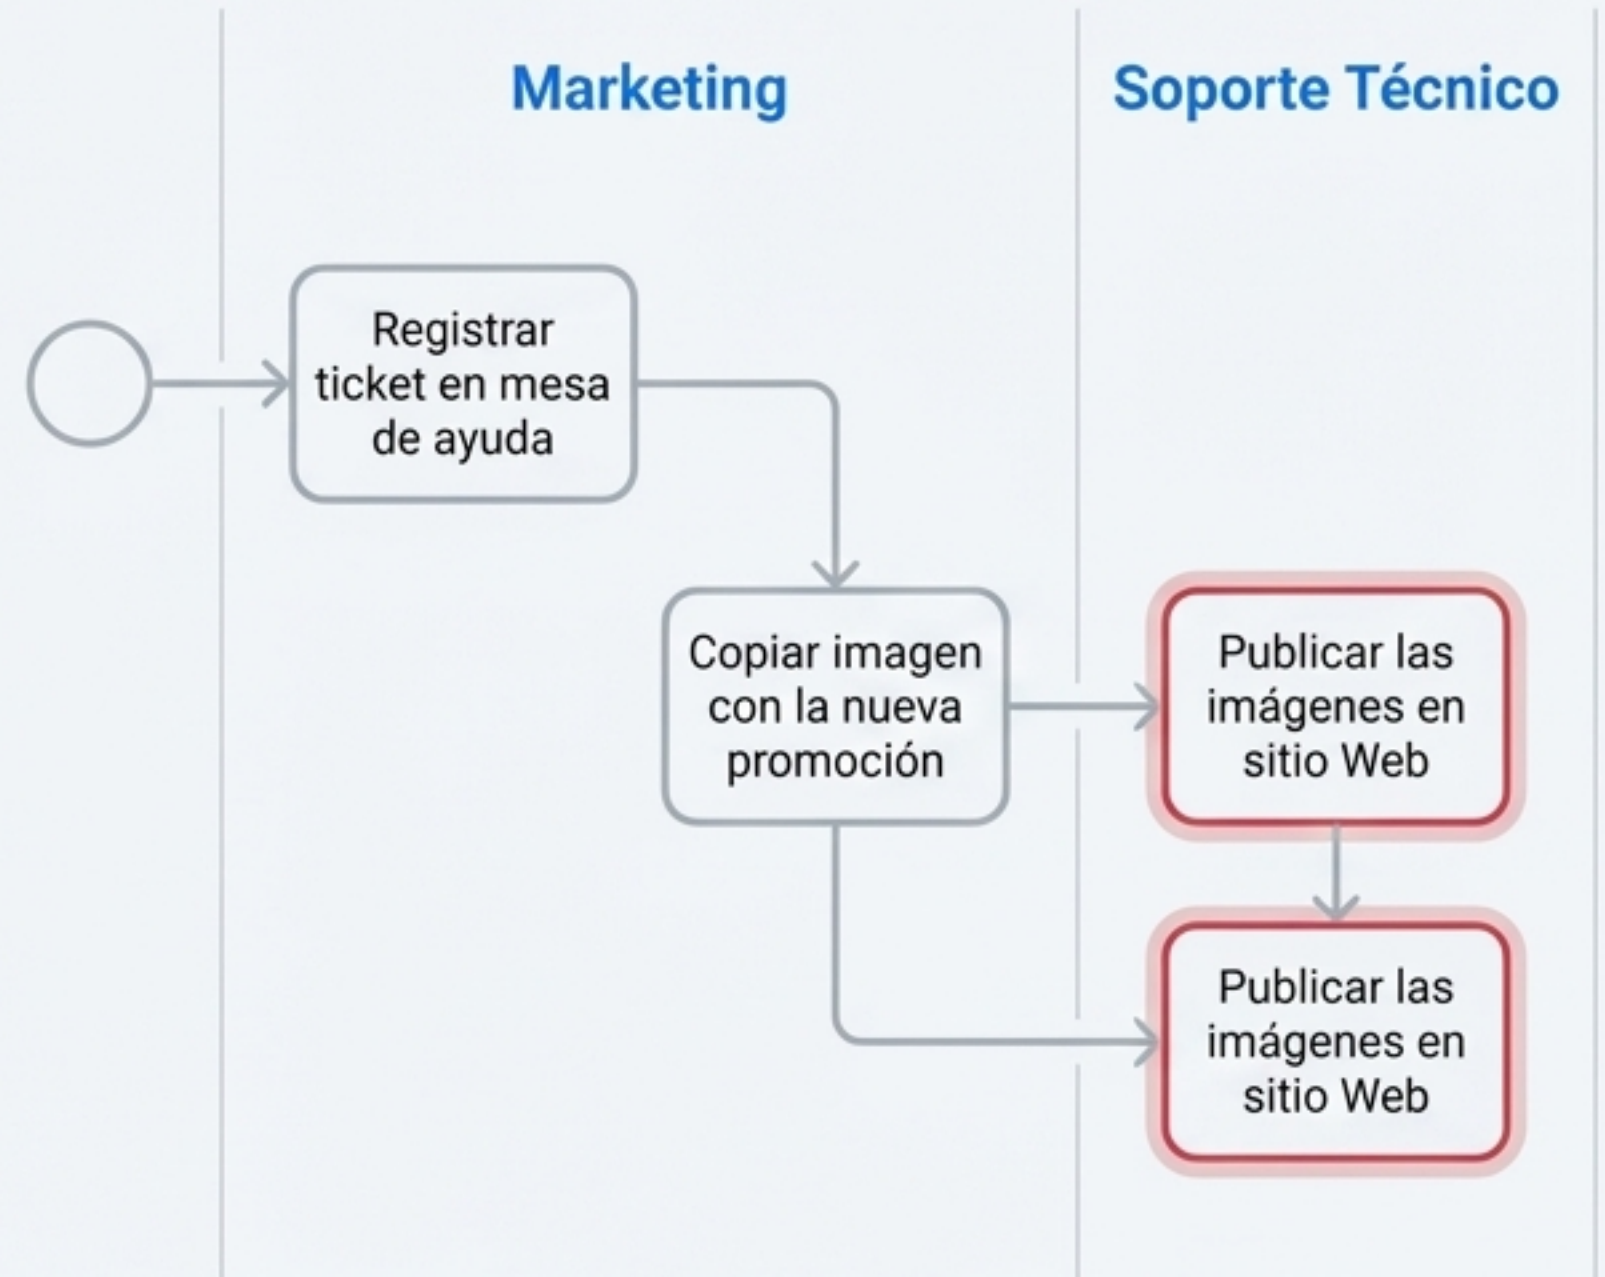 Marketing
Soporte Técnico
Registrar
ticket en mesa
de ayuda
Copiar imagen
con la nueva
promoción
Publicar las
imágenes en
sitio Web
Publicar las
imágenes en
sitio Web